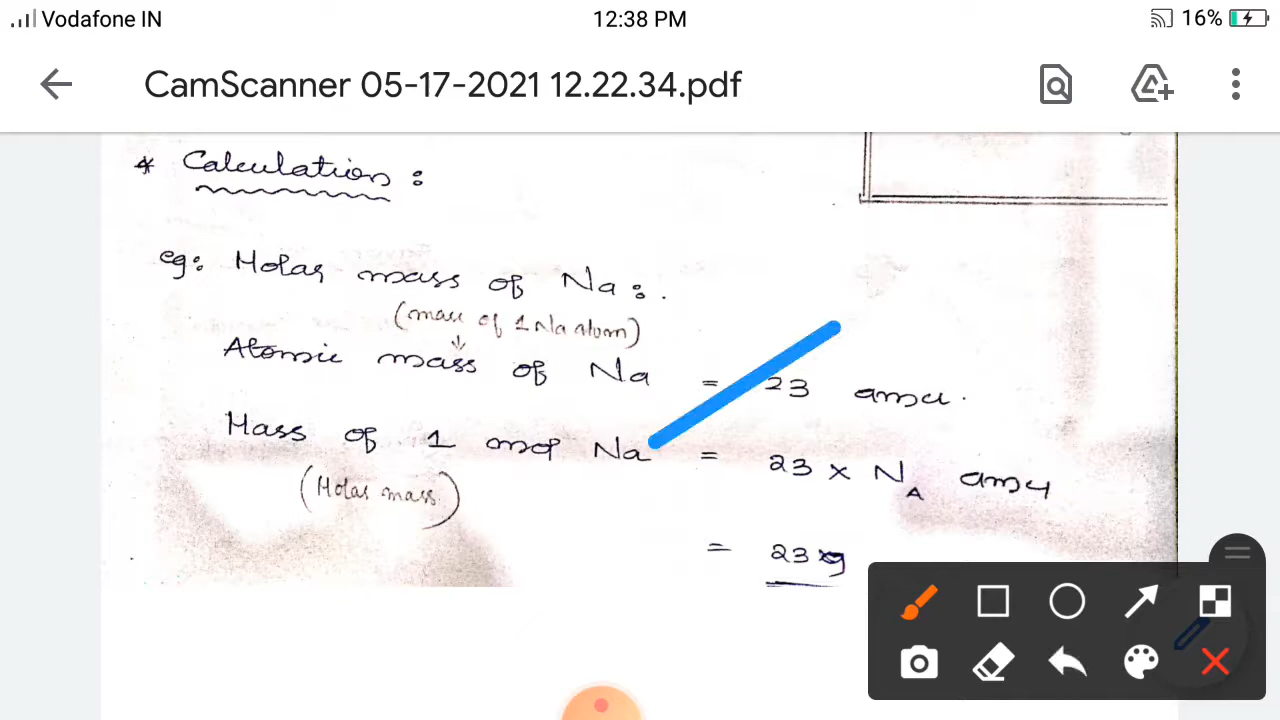 Vodafone IN 12:38 PM 16%
CamScanner 05-17-2021 12.22.34.pdf
* Calculation :
eg: Molar mass of Na :.
(mass of 1 Na atom)
Atomic mass of Na = 23 amu.
Mass of 1 mol Na = 23 × N_A amu
(Molar mass)
= 23 g